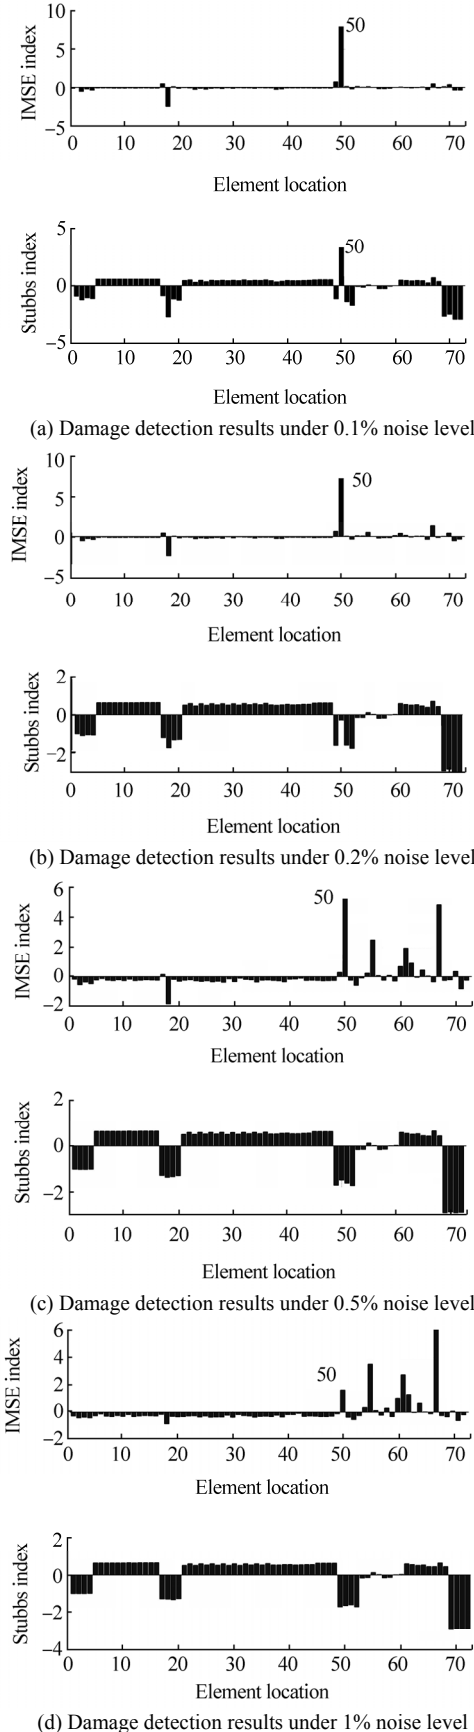 10
IMSE index
50
5
0
−5
0 10 20 30 40 50 60 70
Element location
5
Stubbs index
50
0
−5
0 10 20 30 40 50 60 70
Element location
(a) Damage detection results under 0.1% noise level
10
IMSE index
50
5
0
−5
0 10 20 30 40 50 60 70
Element location
2
Stubbs index
0
−2
0 10 20 30 40 50 60 70
Element location
(b) Damage detection results under 0.2% noise level
6
IMSE index
50
4
2
0
−2
0 10 20 30 40 50 60 70
Element location
2
Stubbs index
0
−2
0 10 20 30 40 50 60 70
Element location
(c) Damage detection results under 0.5% noise level
6
IMSE index
4
50
2
0
−2
0 10 20 30 40 50 60 70
Element location
2
Stubbs index
0
−2
−4
0 10 20 30 40 50 60 70
Element location
(d) Damage detection results under 1% noise level